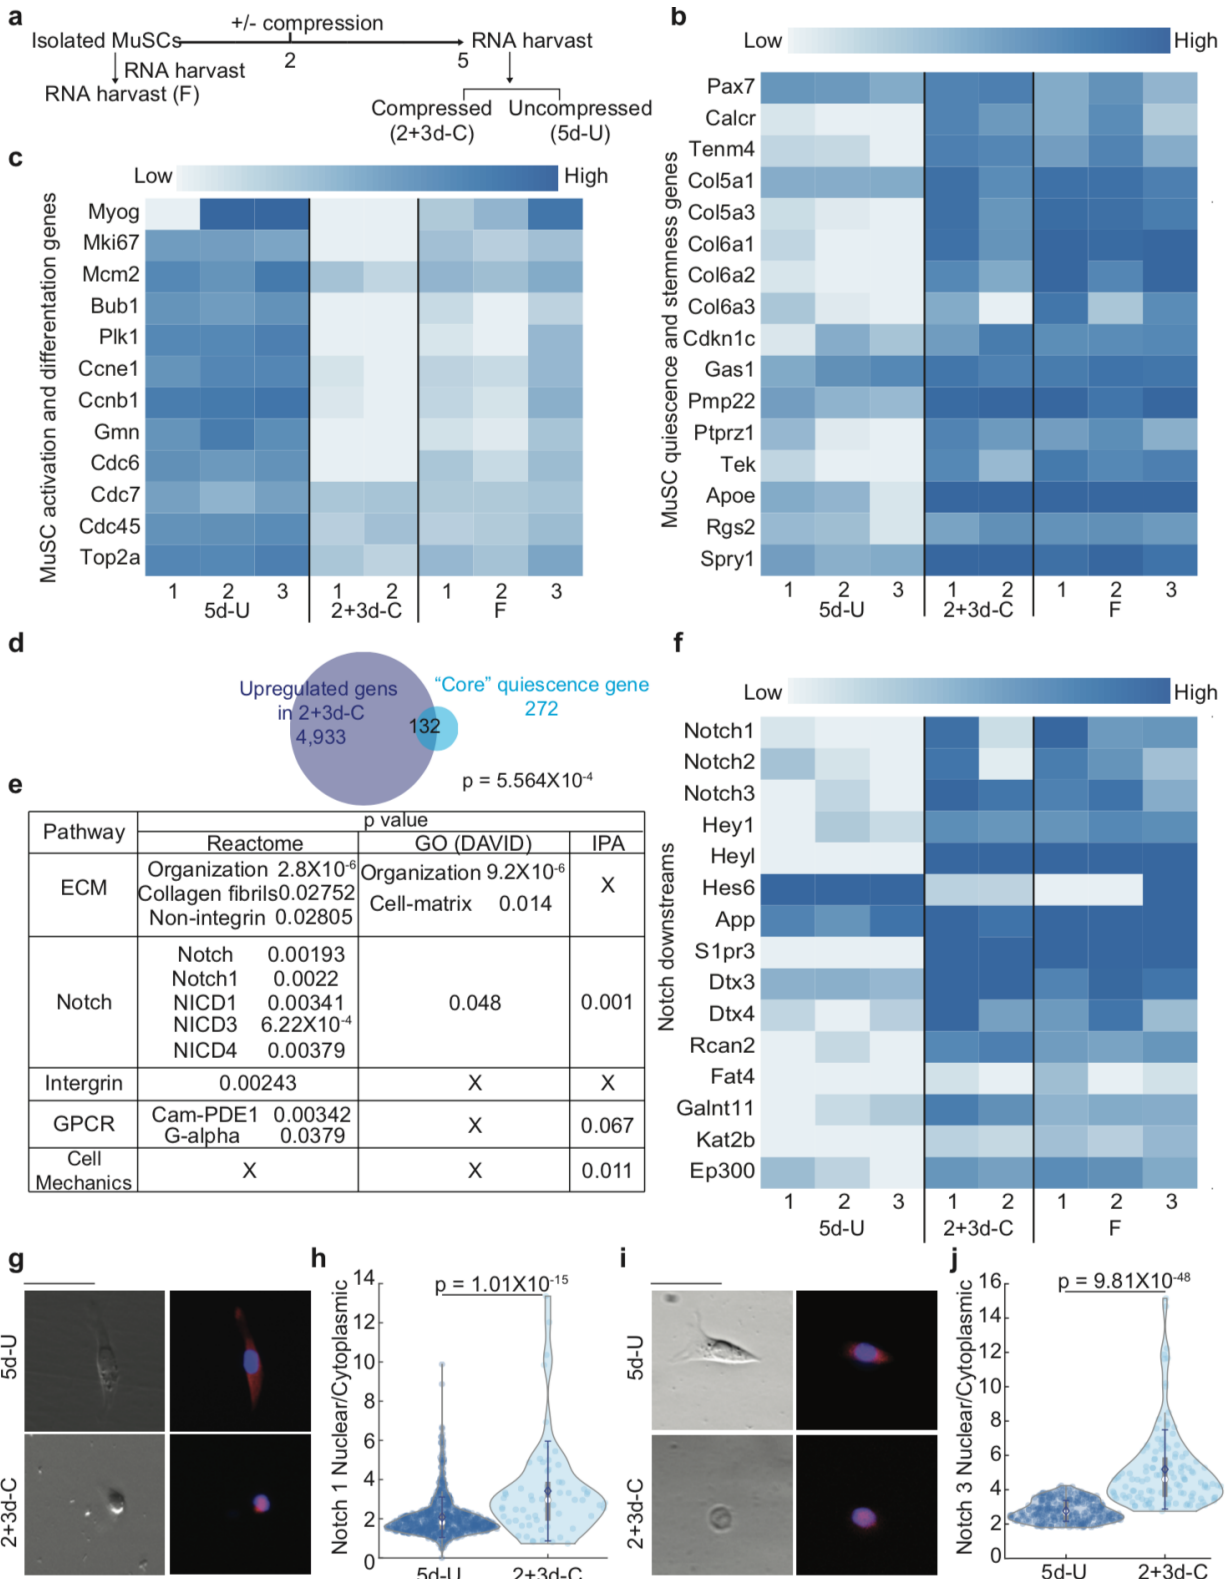 a
+/- compression
Isolated MuSCs
RNA harvest
2
5
RNA harvest
RNA harvest (F)
Compressed
(2+3d-C)
Uncompressed
(5d-U)
b
Low
High
MuSC quiescence and stemness genes
Pax7
Calcr
Tenm4
Col5a1
Col5a3
Col6a1
Col6a2
Col6a3
Cdkn1c
Gas1
Pmp22
Ptprz1
Tek
Apoe
Rgs2
Spry1
1 2 3 1 2 1 2 3
5d-U 2+3d-C F
c
Low
High
MuSC activation and differentation genes
Myog
Mki67
Mcm2
Bub1
Plk1
Ccne1
Ccnb1
Gmn
Cdc6
Cdc7
Cdc45
Top2a
1 2 3 1 2 1 2 3
5d-U 2+3d-C F
d
Upregulated gens
in 2+3d-C
4,933
132
“Core” quiescence gene
272
p = 5.564X10-4
e
Pathway p value
Reactome GO (DAVID) IPA
ECM
Organization 2.8X10-6
Collagen fibrils0.02752
Non-integrin 0.02805
Organization 9.2X10-6
Cell-matrix 0.014
X
Notch
Notch 0.00193
Notch1 0.0022
NICD1 0.00341
NICD3 6.22X10-4
NICD4 0.00379
0.048
0.001
Intergrin 0.00243 X X
GPCR
Cam-PDE1 0.00342
G-alpha 0.0379
X
0.067
Cell
Mechanics
X X 0.011
f
Low
High
Notch downstreams
Notch1
Notch2
Notch3
Hey1
Heyl
Hes6
App
S1pr3
Dtx3
Dtx4
Rcan2
Fat4
Galnt11
Kat2b
Ep300
1 2 3 1 2 1 2 3
5d-U 2+3d-C F
g
5d-U
2+3d-C
h
Notch 1 Nuclear/Cytoplasmic
p = 1.01X10-15
14
12
10
8
6
4
2
0
5d-U 2+3d-C
i
5d-U
2+3d-C
j
Notch 3 Nuclear/Cytoplasmic
p = 9.81X10-48
16
14
12
10
8
6
4
2
0
5d-U 2+3d-C